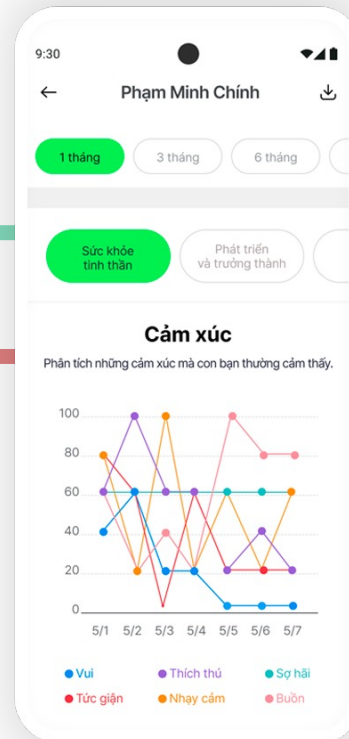 9:30
Phạm Minh Chính
1 tháng
3 tháng
6 tháng
Sức khỏe
tinh thần
Phát triển
và trưởng thành
Cảm xúc
Phân tích những cảm xúc mà con bạn thường cảm thấy.
100
80
60
40
20
0
5/1 5/2 5/3 5/4 5/5 5/6 5/7
Vui Thích thú Sợ hãi
Tức giận Nhạy cảm Buồn